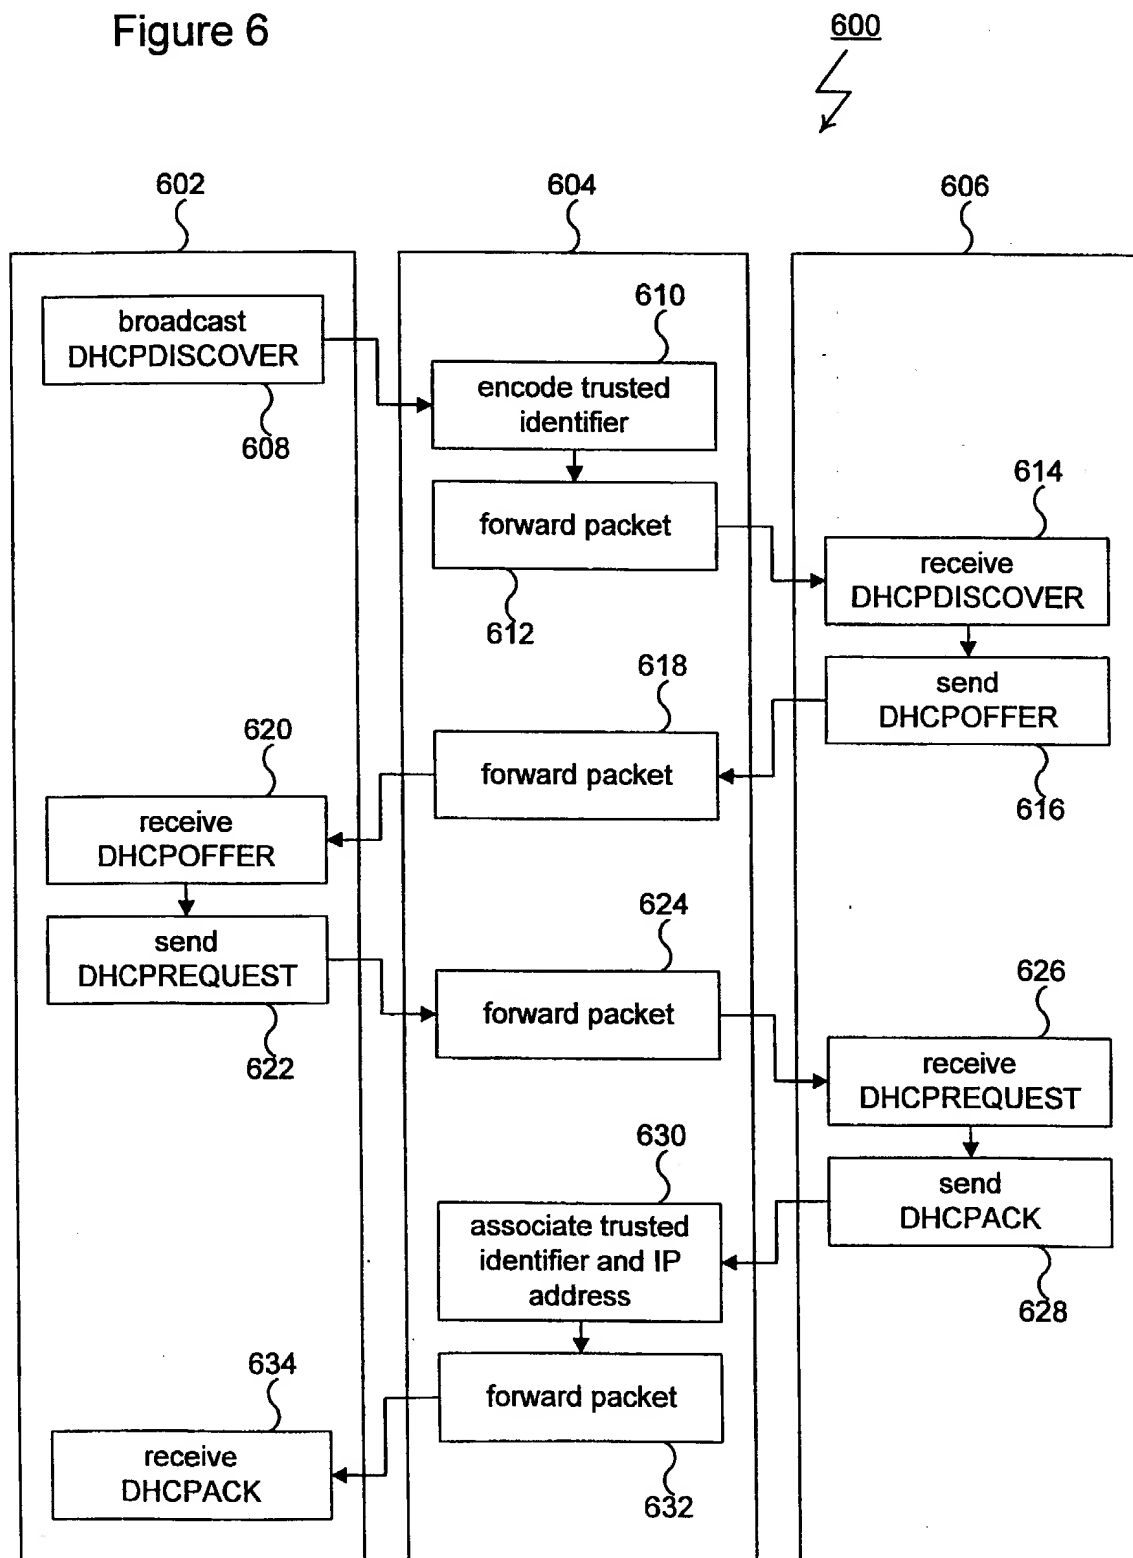 Figure 6
600
602
604
606
broadcast
DHCPDISCOVER
608
610
encode trusted
identifier
forward packet
612
614
receive
DHCPDISCOVER
send
DHCPOFFER
616
618
forward packet
620
receive
DHCPOFFER
send
DHCPREQUEST
622
624
forward packet
626
receive
DHCPREQUEST
send
DHCPACK
628
630
associate trusted
identifier and IP
address
forward packet
632
634
receive
DHCPACK